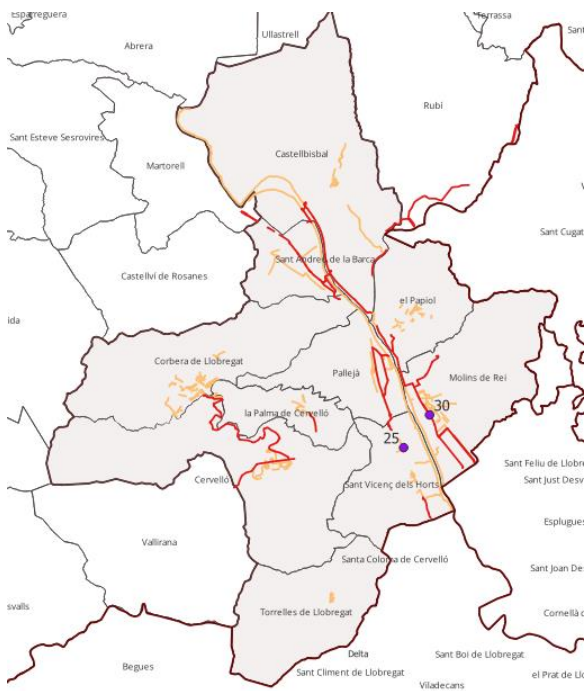 Esparreguera
Terrassa
Ullastrell
Abrera
Rubí
Sant Esteve Sesrovires
Castellbisbal
Martorell
Sant Cugat
Sant Andreu de la Barca
Castellví de Rosanes
el Papiol
Corbera de Llobregat
Pallejà
Molins de Rei
la Palma de Cervelló
30
25
Sant Feliu de Llobre
Cervelló
Sant Vicenç dels Horts
Sant Just Desv
Esplugues
Vallirana
Santa Coloma de Cervelló
Sant Joan De
svalls
Torrelles de Llobregat
Cornellà d
Delta
Sant Boi de Llobregat
Begues
Sant Climent de Llobregat
el Prat de Ll
Viladecans